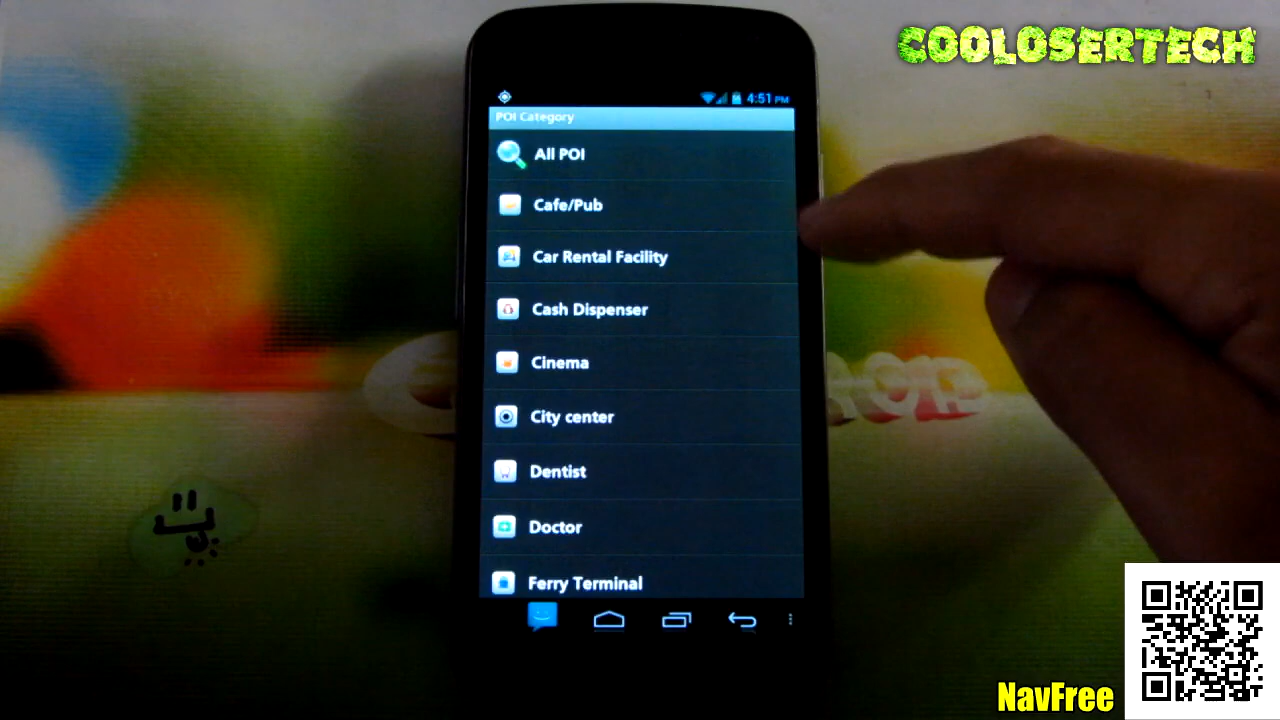 COOLOSERTECH
4:51 PM
POI Category
All POI
Cafe/Pub
Car Rental Facility
Cash Dispenser
Cinema
City center
Dentist
Doctor
Ferry Terminal
NavFree